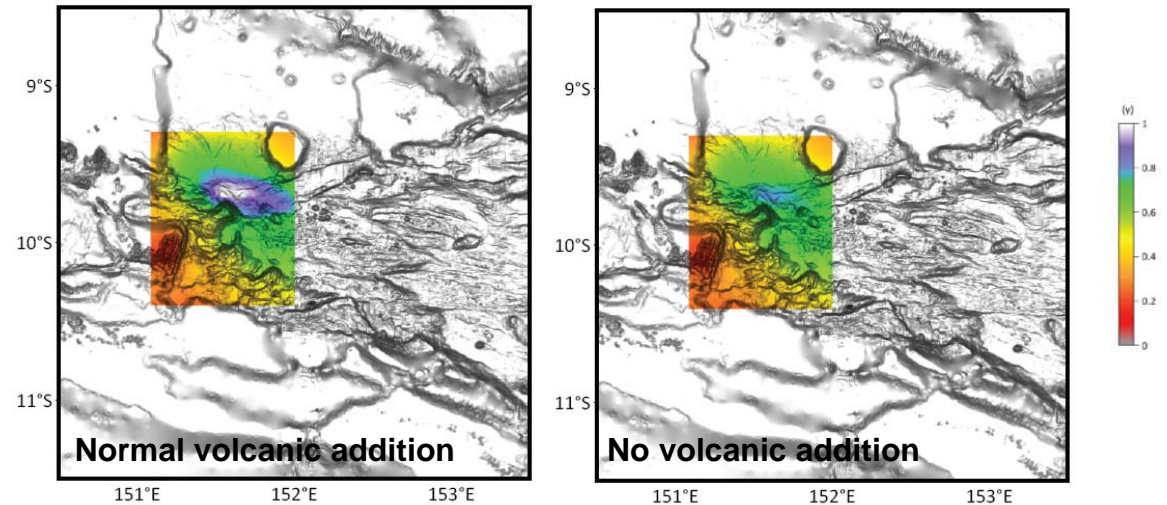 9°S
10°S
11°S
Normal volcanic addition
151°E 152°E 153°E
9°S
10°S
11°S
No volcanic addition
151°E 152°E 153°E
(γ)
1
0.8
0.6
0.4
0.2
0